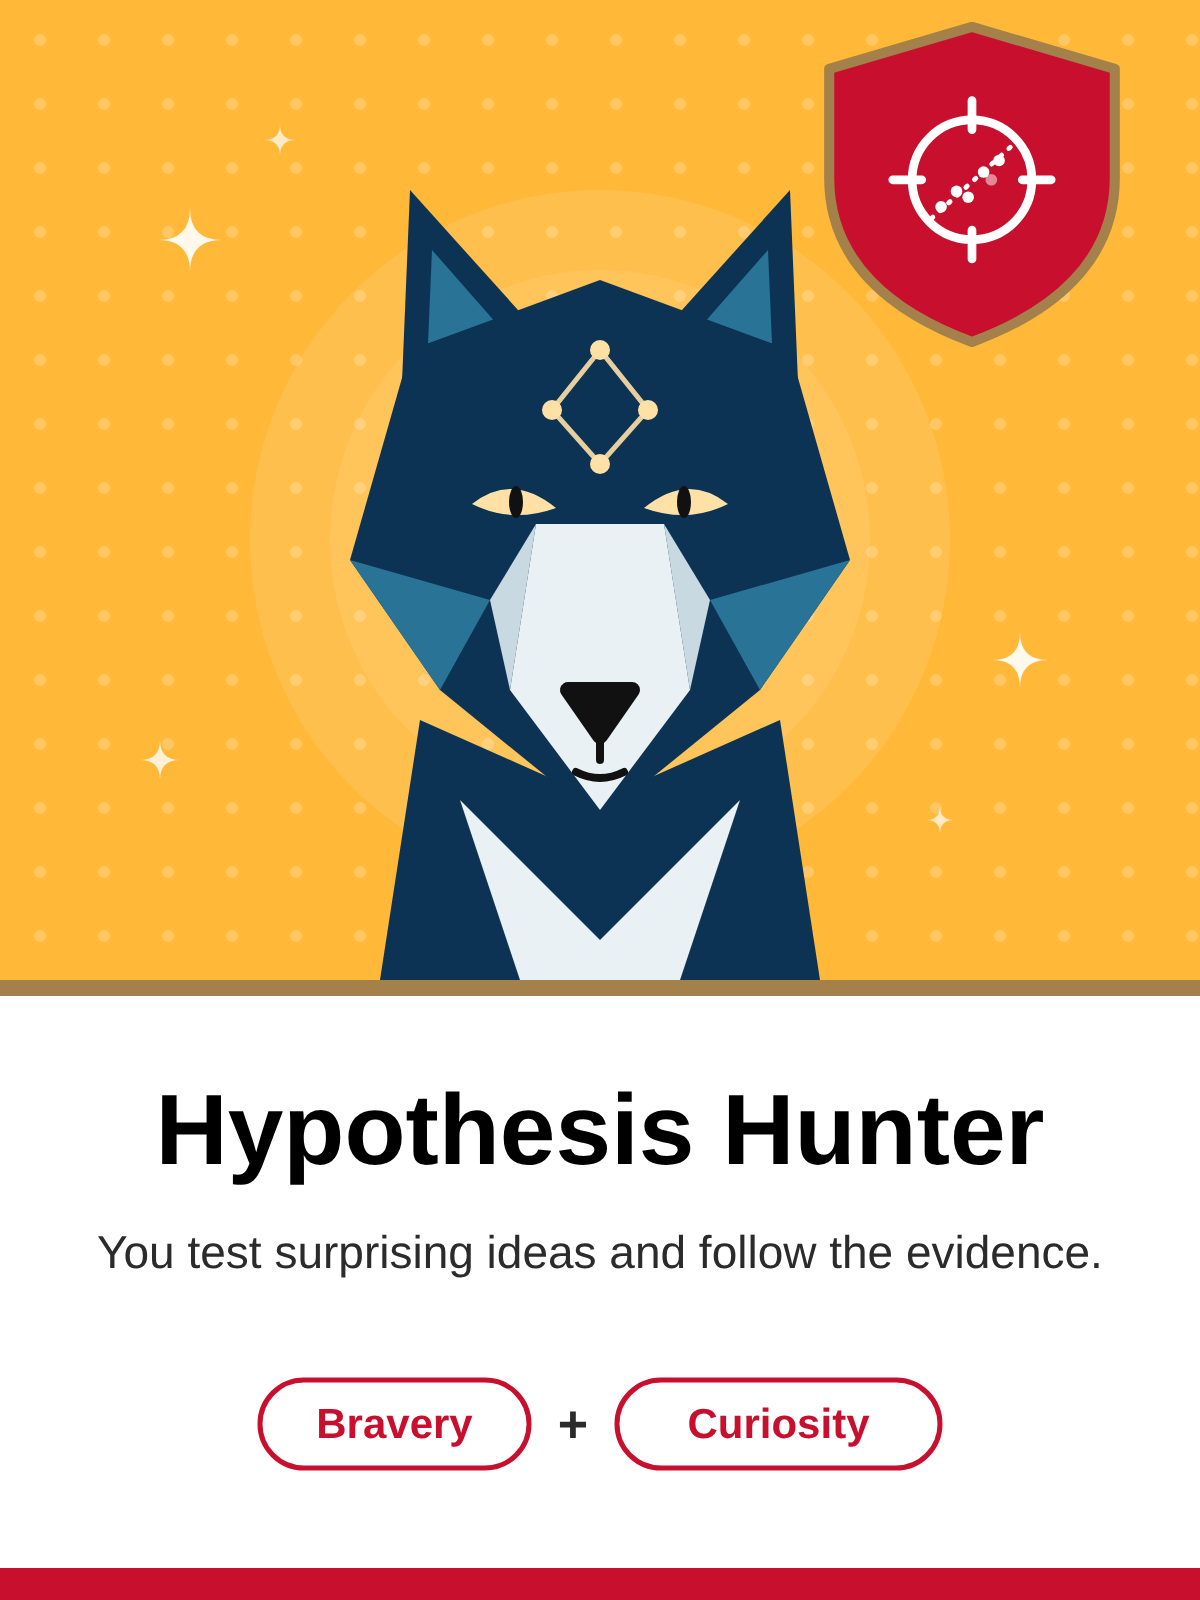 Hypothesis Hunter
You test surprising ideas and follow the evidence.
Bravery + Curiosity